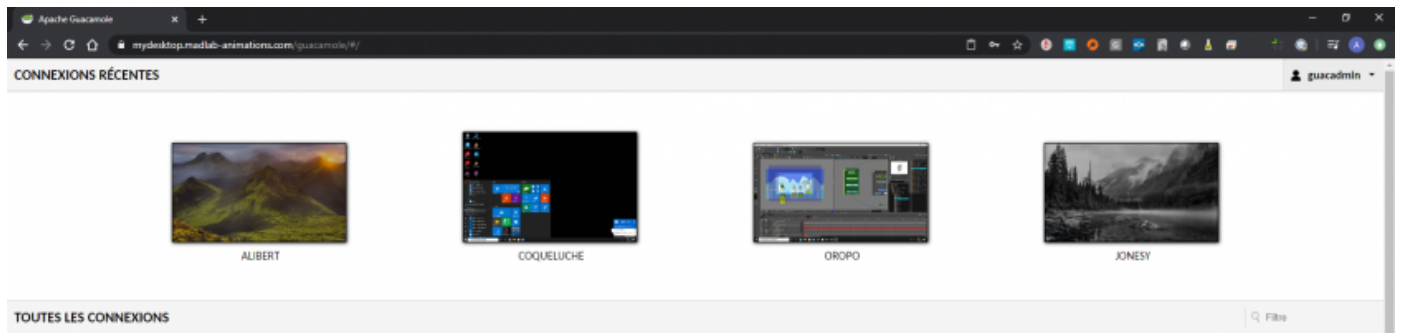 Apache Guacamole
mydesktop.madlab-animations.com/guacamole/#/
CONNEXIONS RÉCENTES
guacadmin
ALIBERT
COQUELUCHE
OROPO
JONESY
TOUTES LES CONNEXIONS
Filtre